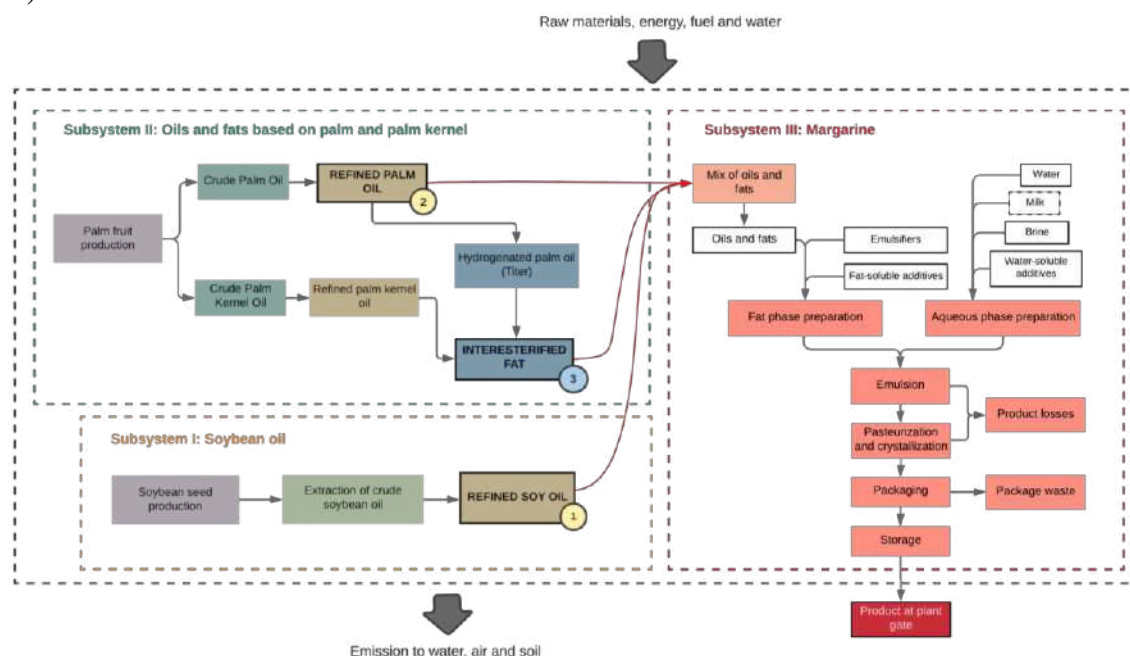 Raw materials, energy, fuel and water
Subsystem II: Oils and fats based on palm and palm kernel
Crude Palm Oil
REFINED PALM
OIL
2
Palm fruit
production
Hydrogenated palm oil
(Titer)
Crude Palm
Kernel Oil
Refined palm kernel
oil
INTERESTERIFIED
FAT
3
Subsystem I: Soybean oil
Soybean seed
production
Extraction of crude
soybean oil
REFINED SOY OIL
1
Subsystem III: Margarine
Mix of oils and
fats
Water
Milk
Oils and fats
Emulsifiers
Brine
Fat-soluble additives
Water-soluble
additives
Fat phase preparation
Aqueous phase preparation
Emulsion
Product losses
Pasteurization
and crystallization
Packaging
Package waste
Storage
Product at plant
gate
Emission to water, air and soil